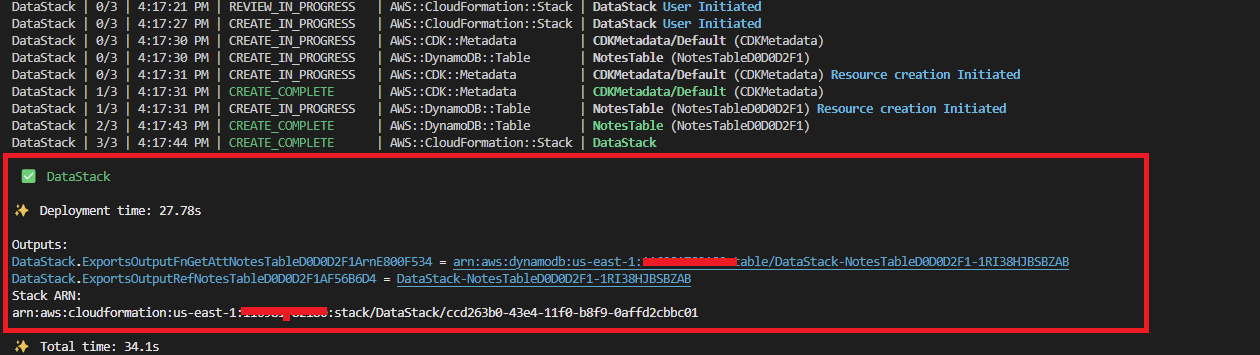 DataStack | 0/3 | 4:17:21 PM | REVIEW_IN_PROGRESS | AWS::CloudFormation::Stack | DataStack User Initiated
DataStack | 0/3 | 4:17:27 PM | CREATE_IN_PROGRESS | AWS::CloudFormation::Stack | DataStack User Initiated
DataStack | 0/3 | 4:17:30 PM | CREATE_IN_PROGRESS | AWS::CDK::Metadata | CDKMetadata/Default (CDKMetadata)
DataStack | 0/3 | 4:17:30 PM | CREATE_IN_PROGRESS | AWS::DynamoDB::Table | NotesTable (NotesTableD0D0D2F1)
DataStack | 0/3 | 4:17:31 PM | CREATE_IN_PROGRESS | AWS::CDK::Metadata | CDKMetadata/Default (CDKMetadata) Resource creation Initiated
DataStack | 1/3 | 4:17:31 PM | CREATE_COMPLETE | AWS::CDK::Metadata | CDKMetadata/Default (CDKMetadata)
DataStack | 1/3 | 4:17:31 PM | CREATE_IN_PROGRESS | AWS::DynamoDB::Table | NotesTable (NotesTableD0D0D2F1) Resource creation Initiated
DataStack | 2/3 | 4:17:43 PM | CREATE_COMPLETE | AWS::DynamoDB::Table | NotesTable (NotesTableD0D0D2F1)
DataStack | 3/3 | 4:17:44 PM | CREATE_COMPLETE | AWS::CloudFormation::Stack | DataStack
✅ DataStack
✨ Deployment time: 27.78s
Outputs:
DataStack.ExportsOutputFnGetAttNotesTableD0D0D2F1ArnE800F534 = arn:aws:dynamodb:us-east-1: table/DataStack-NotesTableD0D0D2F1-1RI38HJBSBZAB
DataStack.ExportsOutputRefNotesTableD0D0D2F1AF56B6D4 = DataStack-NotesTableD0D0D2F1-1RI38HJBSBZAB
Stack ARN:
arn:aws:cloudformation:us-east-1: :stack/DataStack/ccd263b0-43e4-11f0-b8f9-0affd2cbbc01
✨ Total time: 34.1s